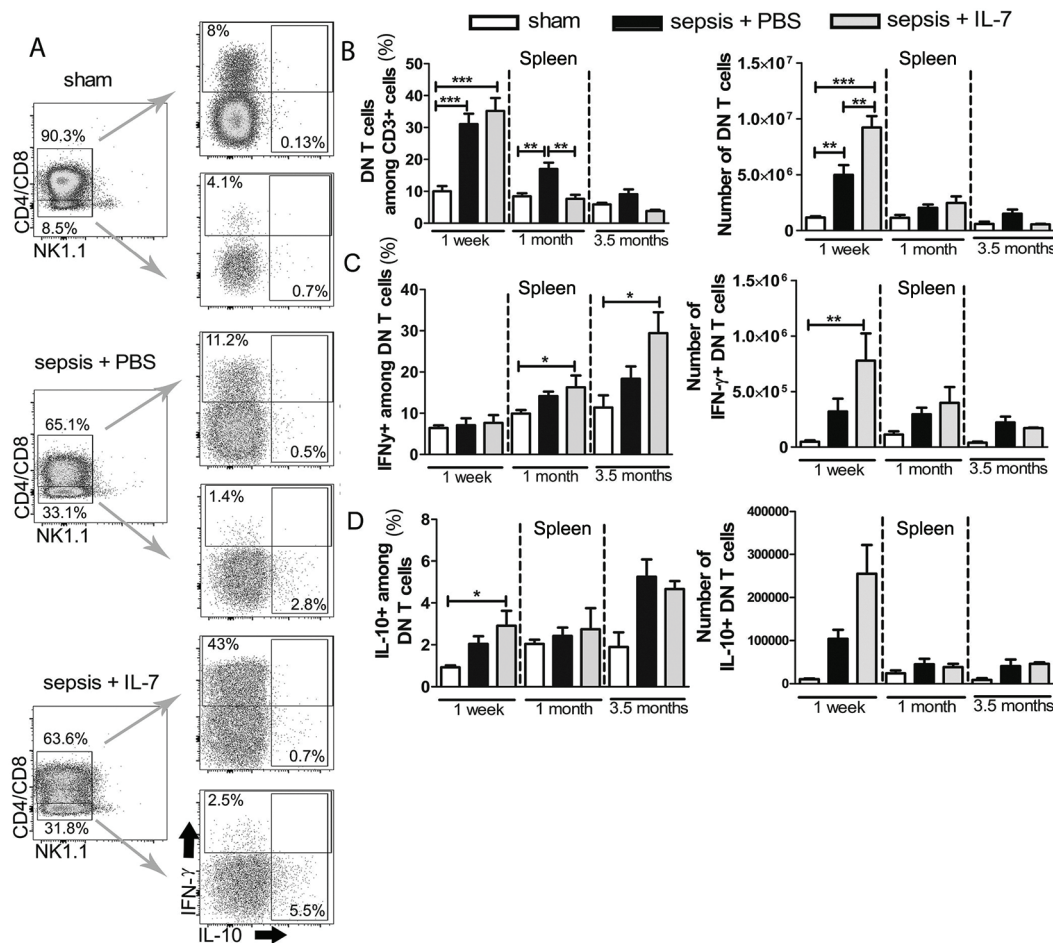 sham
sepsis + PBS
sepsis + IL-7
A
sham
90.3%
CD4/CD8
8.5%
NK1.1
8%
0.13%
4.1%
0.7%
sepsis + PBS
65.1%
CD4/CD8
33.1%
NK1.1
11.2%
0.5%
1.4%
2.8%
sepsis + IL-7
63.6%
CD4/CD8
31.8%
NK1.1
43%
0.7%
2.5%
5.5%
IFN-γ
IL-10
B
DN T cells
among CD3+ cells (%)
50
40
30
20
10
0
Spleen
***
***
**
**
1 week
1 month
3.5 months
Number of DN T cells
1.5×10⁷
1.0×10⁷
5.0×10⁶
0
Spleen
***
**
**
1 week
1 month
3.5 months
C
IFNy+ among DN T cells (%)
40
30
20
10
0
Spleen
*
*
1 week
1 month
3.5 months
Number of
IFN-γ+ DN T cells
1.5×10⁶
1.0×10⁶
5.0×10⁵
0
Spleen
**
1 week
1 month
3.5 months
D
IL-10+ among
DN T cells
(%)
8
6
4
2
0
Spleen
*
1 week
1 month
3.5 months
Number of
IL-10+ DN T cells
400000
300000
200000
100000
0
Spleen
1 week
1 month
3.5 months